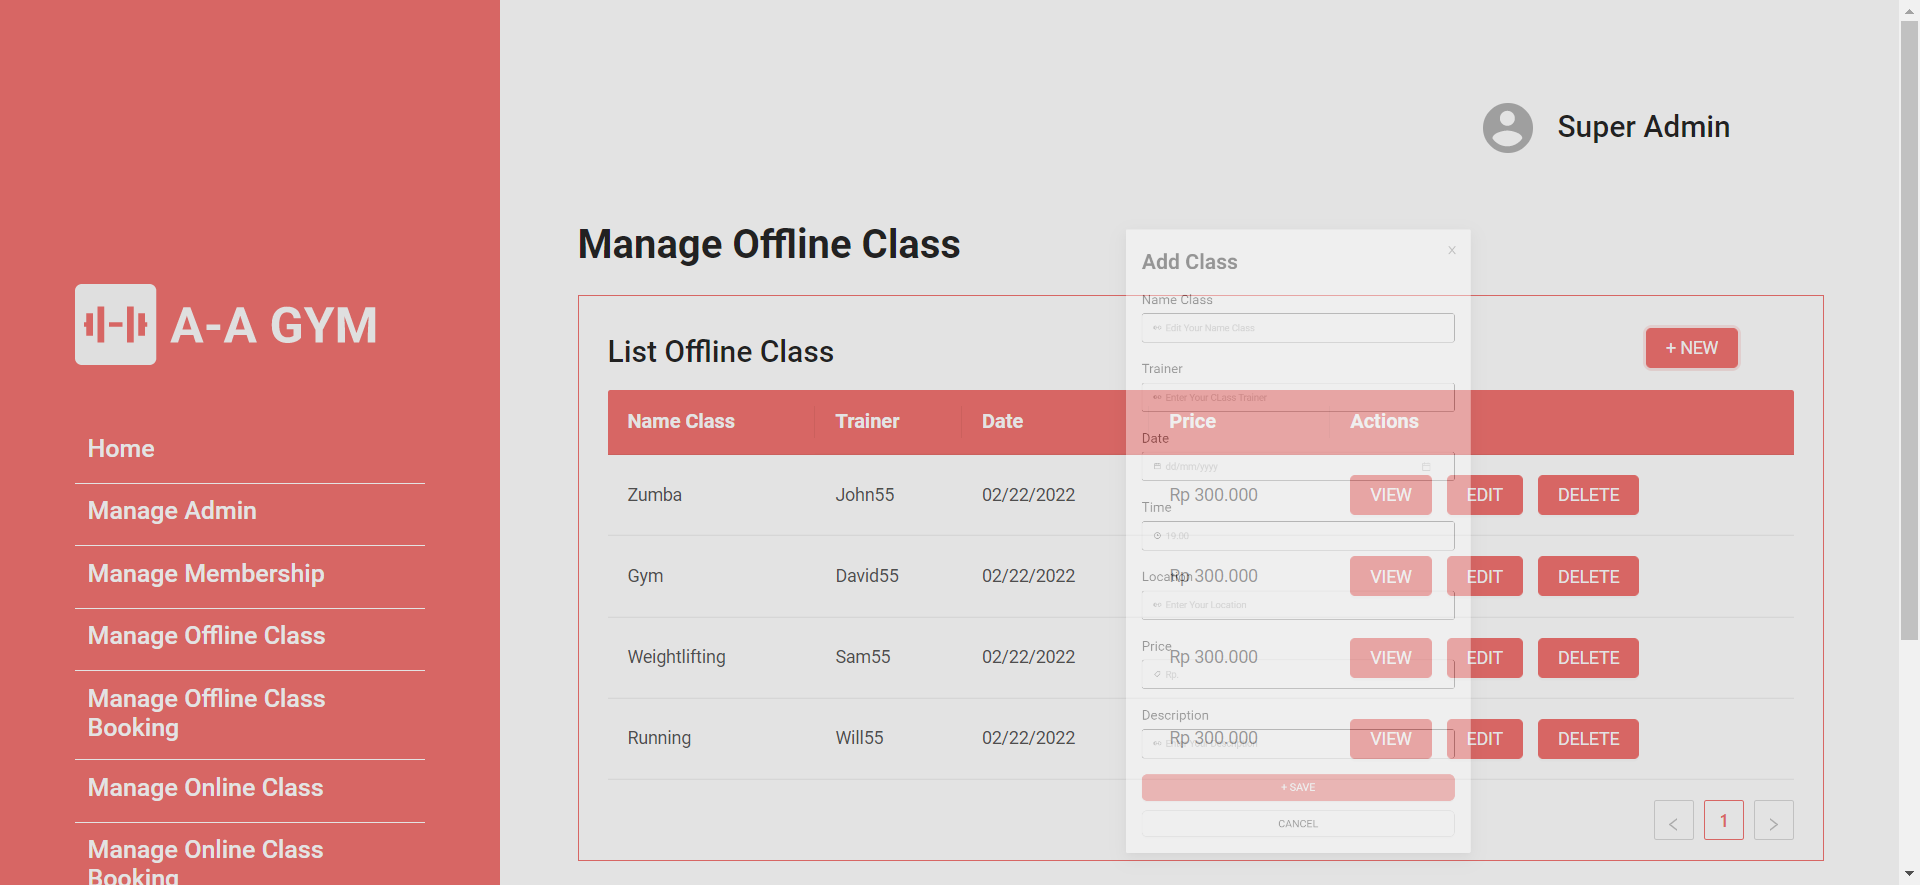 Super Admin
A-A GYM
Home
Manage Admin
Manage Membership
Manage Offline Class
Manage Offline Class
Booking
Manage Online Class
Manage Online Class
Booking
Manage Offline Class
List Offline Class
+ NEW
Name Class Trainer Date Price Actions
Zumba John55 02/22/2022 Rp 300.000 VIEW EDIT DELETE
Gym David55 02/22/2022 Rp 300.000 VIEW EDIT DELETE
Weightlifting Sam55 02/22/2022 Rp 300.000 VIEW EDIT DELETE
Running Will55 02/22/2022 Rp 300.000 VIEW EDIT DELETE
< 1 >
Add Class
X
Name Class
Edit Your Name Class
Trainer
Enter Your CLass Trainer
Date
dd/mm/yyyy
Time
19.00
Location
Enter Your Location
Price
Rp.
Description
+ SAVE
CANCEL